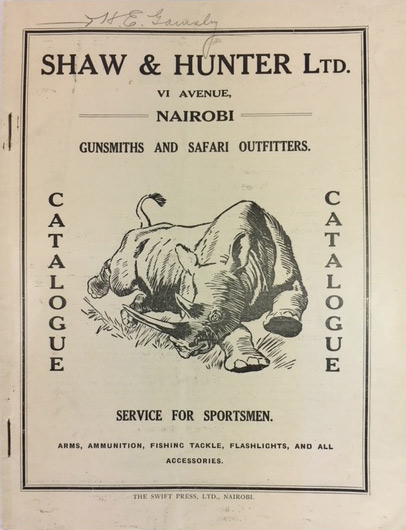 SHAW & HUNTER LTD.
VI AVENUE,
NAIROBI
GUNSMITHS AND SAFARI OUTFITTERS.
CATALOGUE
CATALOGUE
SERVICE FOR SPORTSMEN.
ARMS, AMMUNITION, FISHING TACKLE, FLASHLIGHTS, AND ALL
ACCESSORIES.
THE SWIFT PRESS, LTD., NAIROBI.